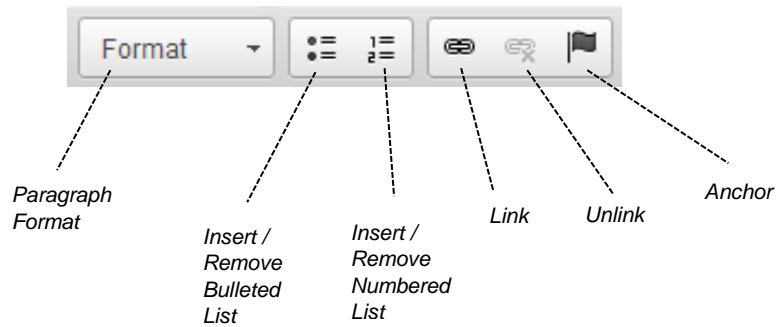 Format
Paragraph
Format
Insert /
Remove
Bulleted
List
Insert /
Remove
Numbered
List
Link
Unlink
Anchor